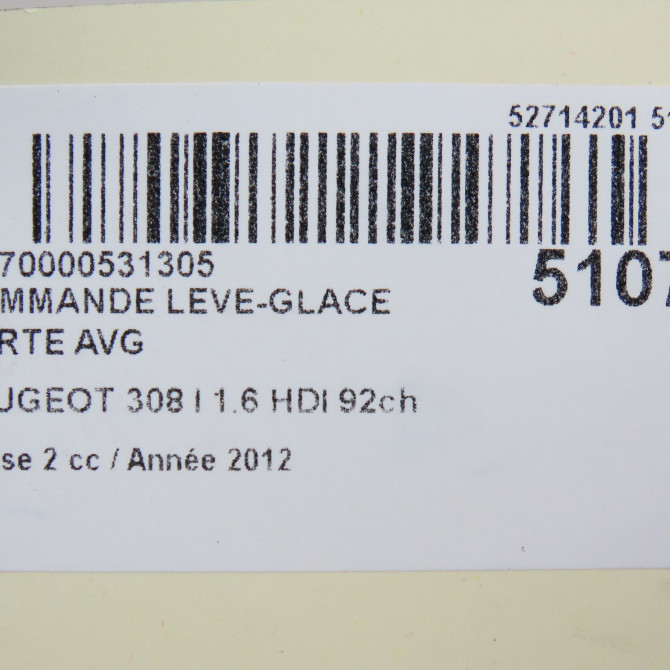 52714201 51
70000531305
5107
MMANDE LEVE-GLACE
RTE AVG
UGEOT 308 I 1.6 HDI 92ch
se 2 cc / Année 2012